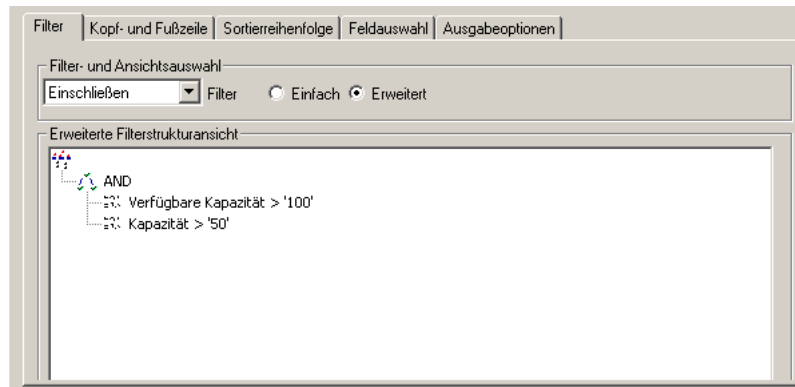 Filter Kopf- und Fußzeile Sortierreihenfolge Feldauswahl Ausgabeoptionen
Filter- und Ansichtsauswahl
Einschließen Filter Einfach Erweitert
Erweiterte Filterstrukturansicht
AND
Verfügbare Kapazität > '100'
Kapazität > '50'